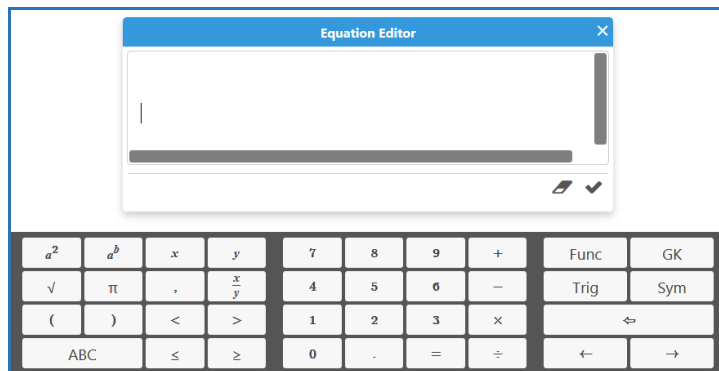 Equation Editor ×
a² aᵇ x y 7 8 9 + Func GK
√ π , x/y 4 5 6 − Trig Sym
( ) < > 1 2 3 × ⇦
ABC ≤ ≥ 0 . = ÷ ← →